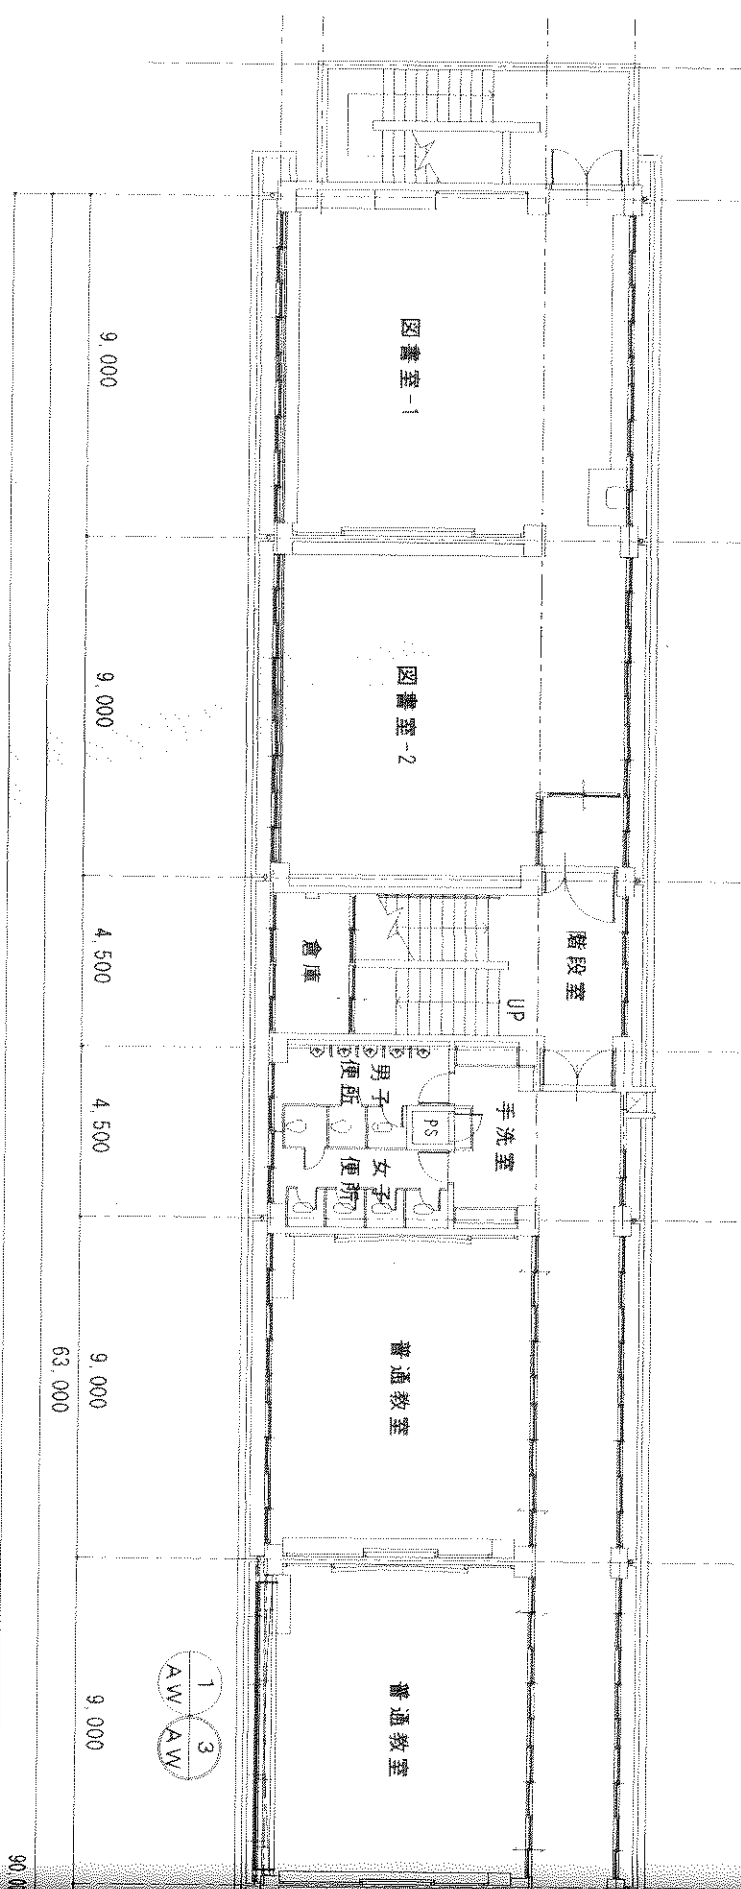 図書室-1
9,000
図書室-2
9,000
階段室
倉庫
4,500
UP
男子
便所
手洗室
PS
4,500
女子
便所
普通教室
9,000
63,000
普通教室
1
AW
3
AW
9,000